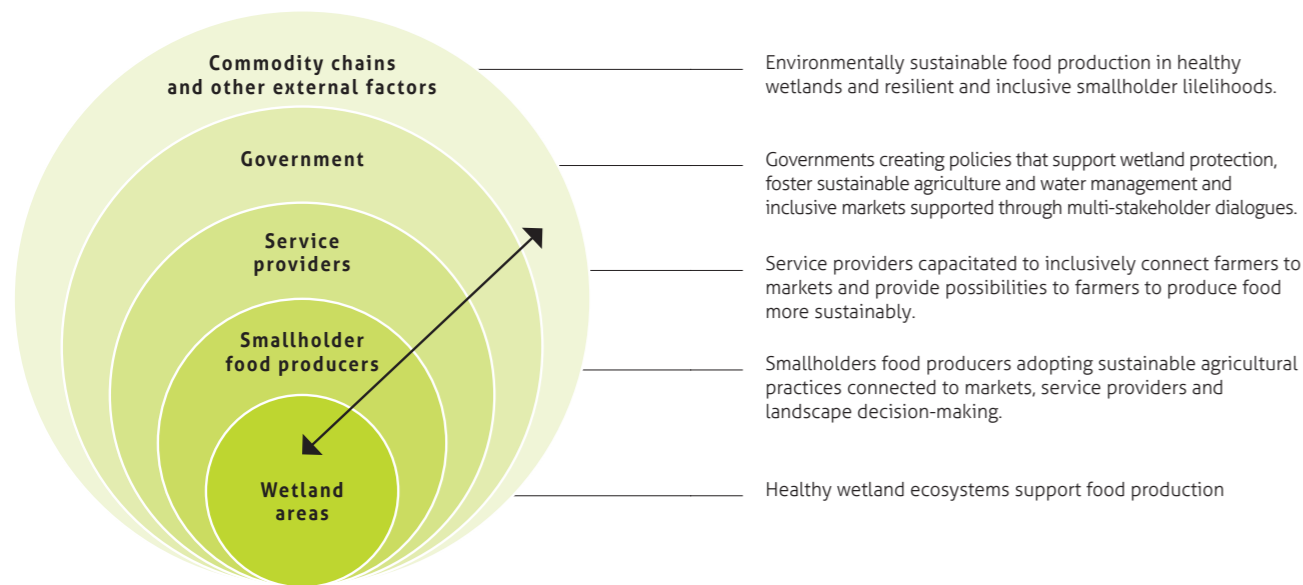 Commodity chains
and other external factors
Environmentally sustainable food production in healthy
wetlands and resilient and inclusive smallholder lilelihoods.
Government
Governments creating policies that support wetland protection,
foster sustainable agriculture and water management and
inclusive markets supported through multi-stakeholder dialogues.
Service
providers
Service providers capacitated to inclusively connect farmers to
markets and provide possibilities to farmers to produce food
more sustainably.
Smallholder
food producers
Smallholders food producers adopting sustainable agricultural
practices connected to markets, service providers and
landscape decision-making.
Wetland
areas
Healthy wetland ecosystems support food production